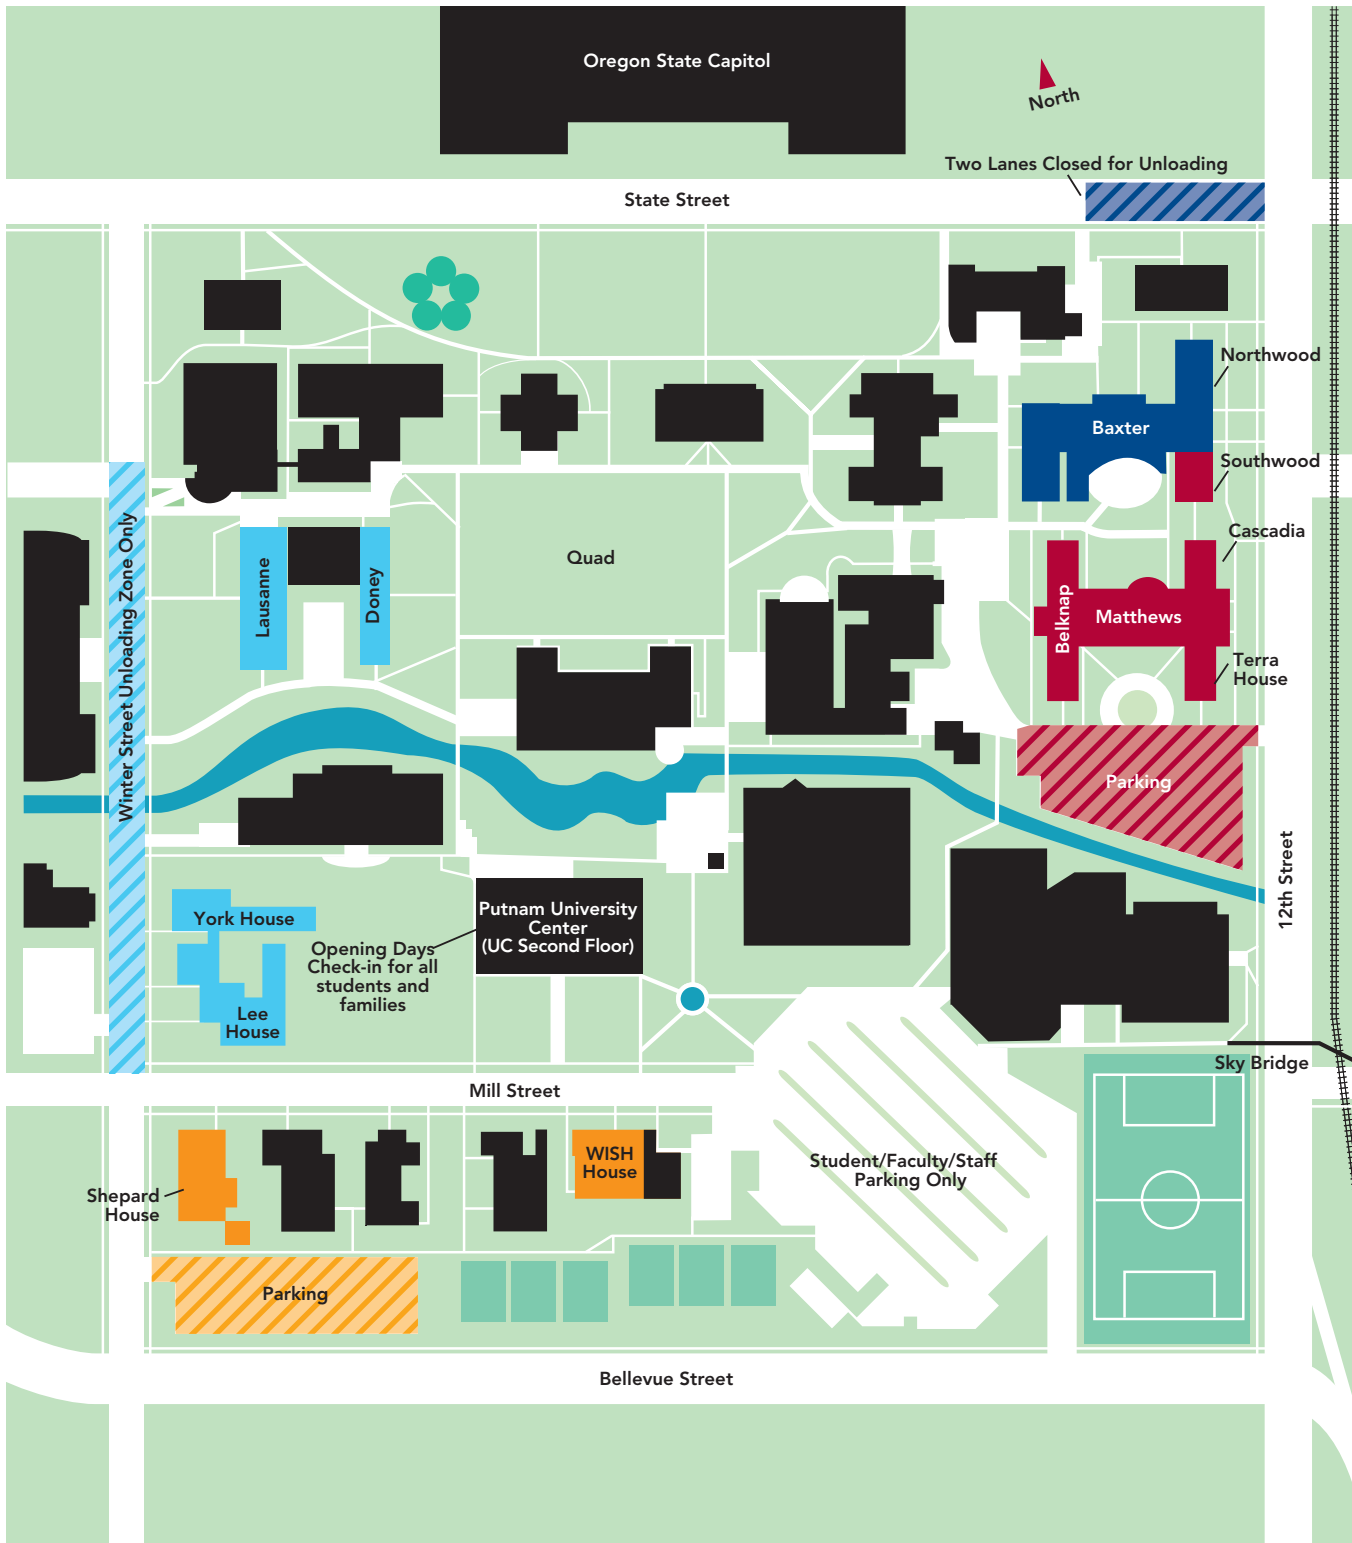 Oregon State Capitol
North
Two Lanes Closed for Unloading
State Street
Northwood
Baxter
Southwood
Cascadia
Quad
Lausanne
Doney
Belknap
Matthews
Terra
House
Winter Street Unloading Zone Only
Parking
12th Street
York House
Putnam University
Center
(UC Second Floor)
Opening Days
Check-in for all
students and
families
Lee
House
Sky Bridge
Mill Street
WISH
House
Student/Faculty/Staff
Parking Only
Shepard
House
Parking
Bellevue Street